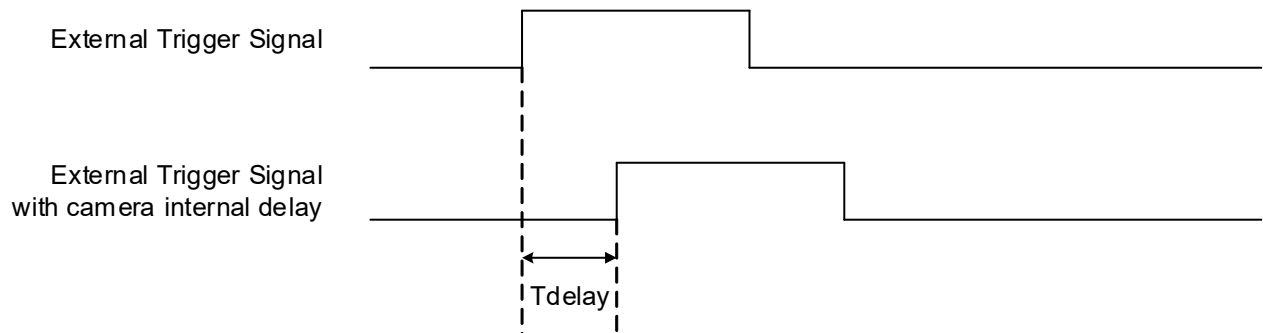 External Trigger Signal
External Trigger Signal
with camera internal delay
Tdelay